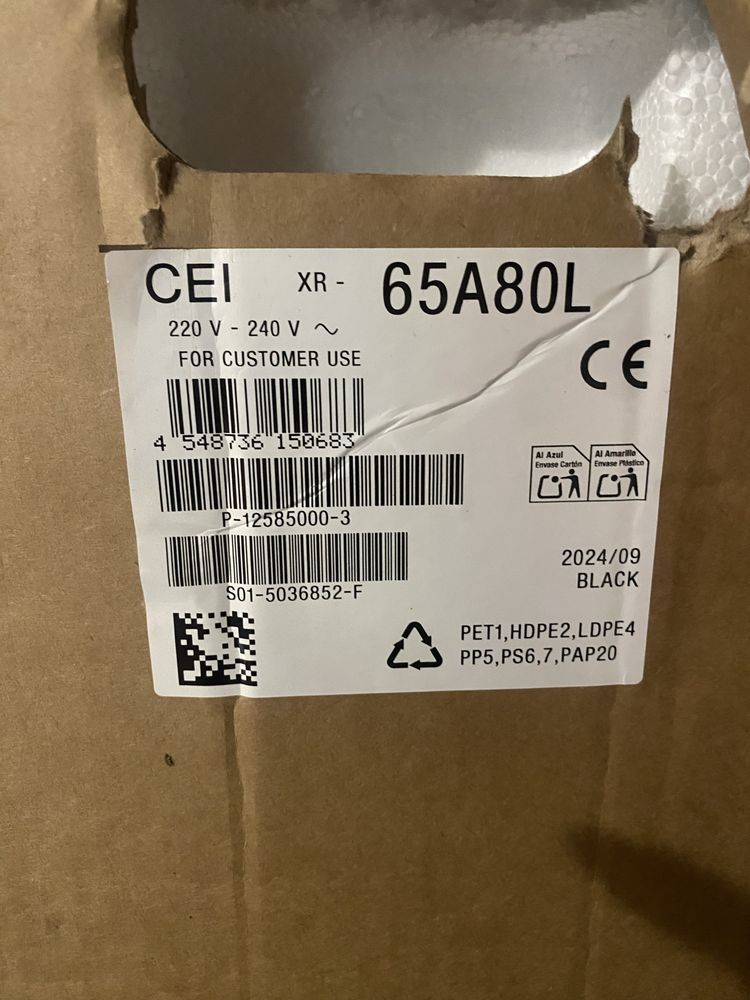 CEI XR - 65A80L
220 V - 240 V ~
FOR CUSTOMER USE
CE
4 548736 150683
Al Azul
Envase Cartón
Al Amarillo
Envase Plástico
P-12585000-3
S01-5036852-F
2024/09
BLACK
PET1,HDPE2,LDPE4
PP5,PS6,7,PAP20